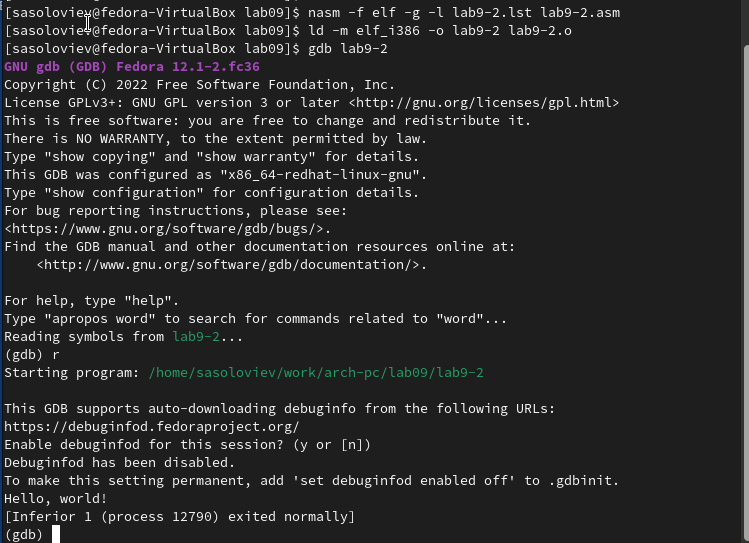 [sasoloviev@fedora-VirtualBox lab09]$ nasm -f elf -g -l lab9-2.lst lab9-2.asm
[sasoloviev@fedora-VirtualBox lab09]$ ld -m elf_i386 -o lab9-2 lab9-2.o
[sasoloviev@fedora-VirtualBox lab09]$ gdb lab9-2
GNU gdb (GDB) Fedora 12.1-2.fc36
Copyright (C) 2022 Free Software Foundation, Inc.
License GPLv3+: GNU GPL version 3 or later <http://gnu.org/licenses/gpl.html>
This is free software: you are free to change and redistribute it.
There is NO WARRANTY, to the extent permitted by law.
Type "show copying" and "show warranty" for details.
This GDB was configured as "x86_64-redhat-linux-gnu".
Type "show configuration" for configuration details.
For bug reporting instructions, please see:
<https://www.gnu.org/software/gdb/bugs/>.
Find the GDB manual and other documentation resources online at:
    <http://www.gnu.org/software/gdb/documentation/>.

For help, type "help".
Type "apropos word" to search for commands related to "word"...
Reading symbols from lab9-2...
(gdb) r
Starting program: /home/sasoloviev/work/arch-pc/lab09/lab9-2

This GDB supports auto-downloading debuginfo from the following URLs:
https://debuginfod.fedoraproject.org/
Enable debuginfod for this session? (y or [n])
Debuginfod has been disabled.
To make this setting permanent, add 'set debuginfod enabled off' to .gdbinit.
Hello, world!
[Inferior 1 (process 12790) exited normally]
(gdb)